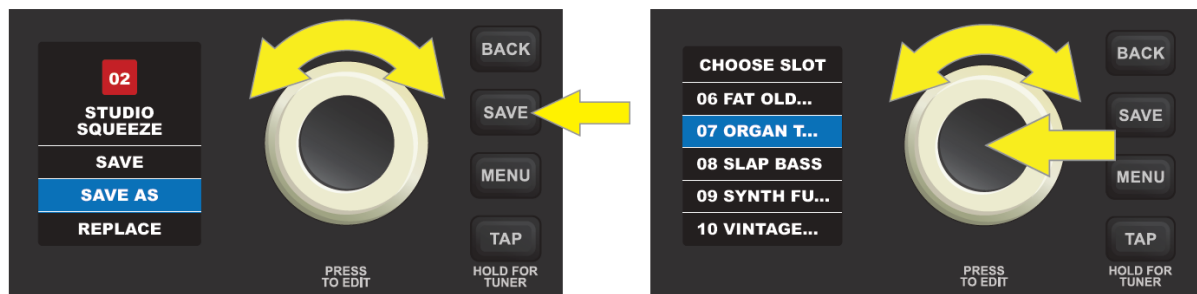 02
STUDIO
SQUEEZE
SAVE
SAVE AS
REPLACE
PRESS
TO EDIT
BACK
SAVE
MENU
TAP
HOLD FOR
TUNER
CHOOSE SLOT
06 FAT OLD...
07 ORGAN T...
08 SLAP BASS
09 SYNTH FU...
10 VINTAGE...
PRESS
TO EDIT
BACK
SAVE
MENU
TAP
HOLD FOR
TUNER